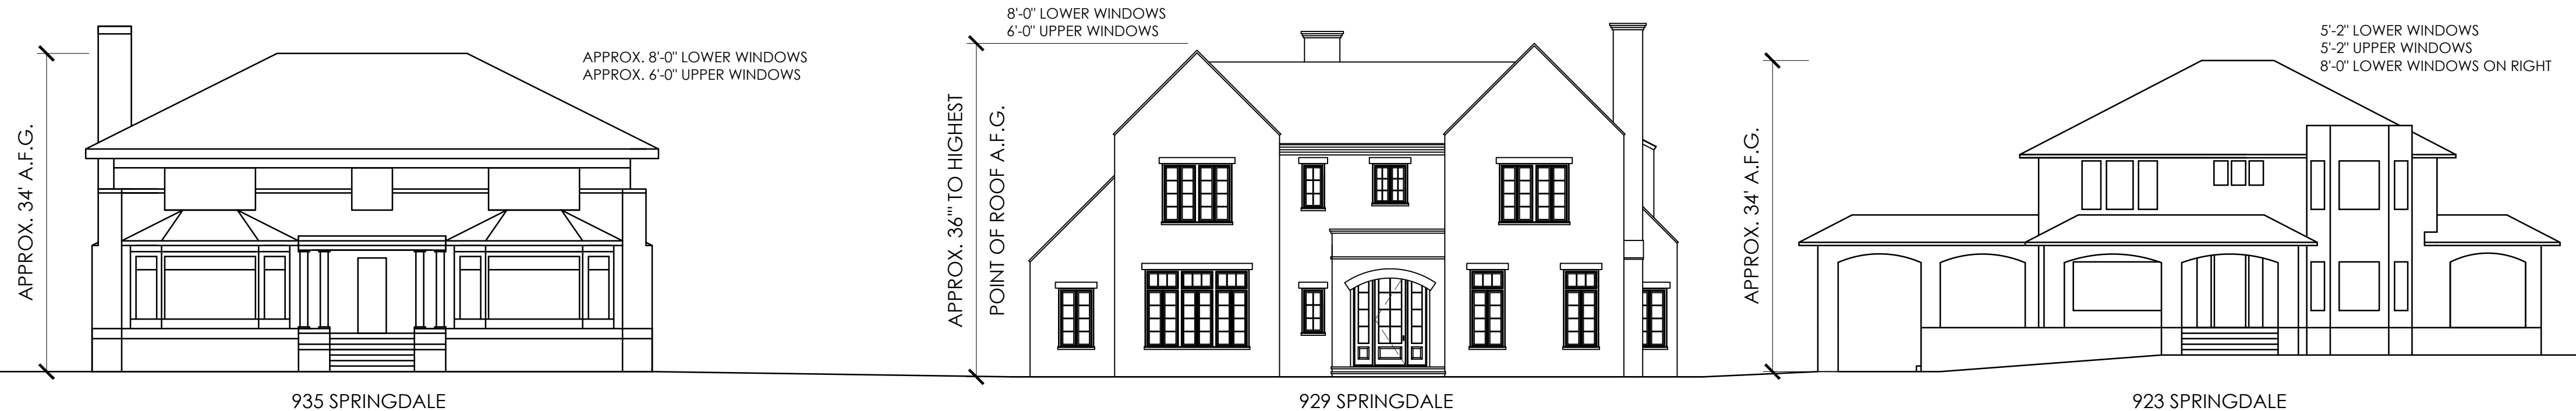 APPROX. 34' A.F.G.
APPROX. 8'-0" LOWER WINDOWS
APPROX. 6'-0" UPPER WINDOWS
935 SPRINGDALE
8'-0" LOWER WINDOWS
6'-0" UPPER WINDOWS
APPROX. 36'" TO HIGHEST
POINT OF ROOF A.F.G.
929 SPRINGDALE
APPROX. 34' A.F.G.
5'-2" LOWER WINDOWS
5'-2" UPPER WINDOWS
8'-0" LOWER WINDOWS ON RIGHT
923 SPRINGDALE